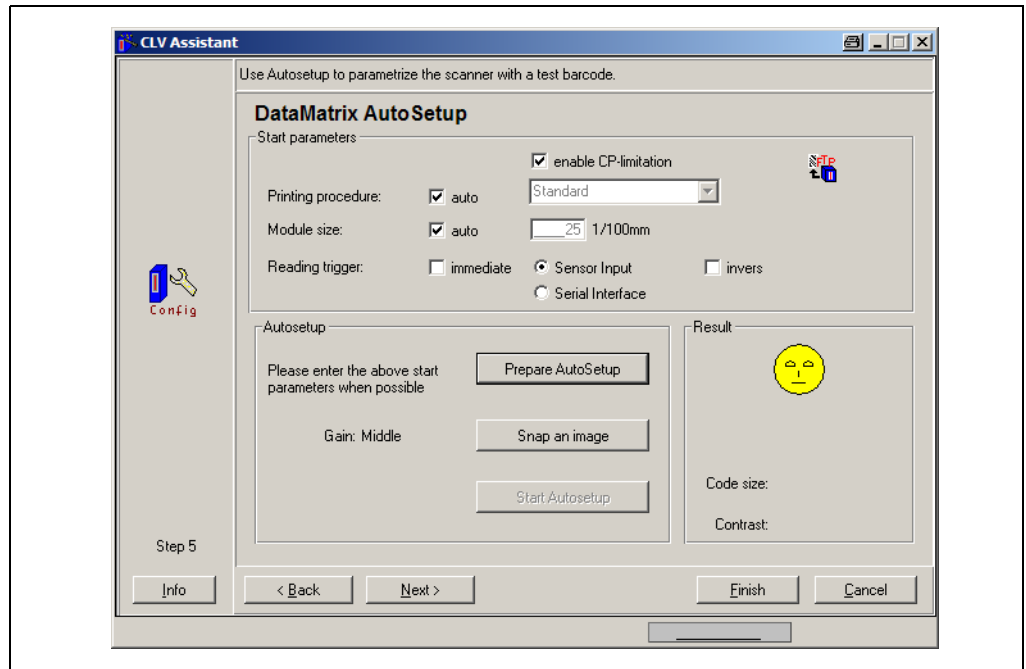 CLV Assistant
Use Autosetup to parametrize the scanner with a test barcode.
DataMatrix AutoSetup
Start parameters
enable CP-limitation
FTP
Printing procedure: auto Standard
Module size: auto ____25 1/100mm
Reading trigger: immediate Sensor Input invers
Serial Interface
Config
Autosetup
Result
Please enter the above start
parameters when possible
Prepare AutoSetup
Gain: Middle
Snap an image
Start Autosetup
Code size:
Contrast:
Step 5
Info
< Back
Next >
Finish
Cancel